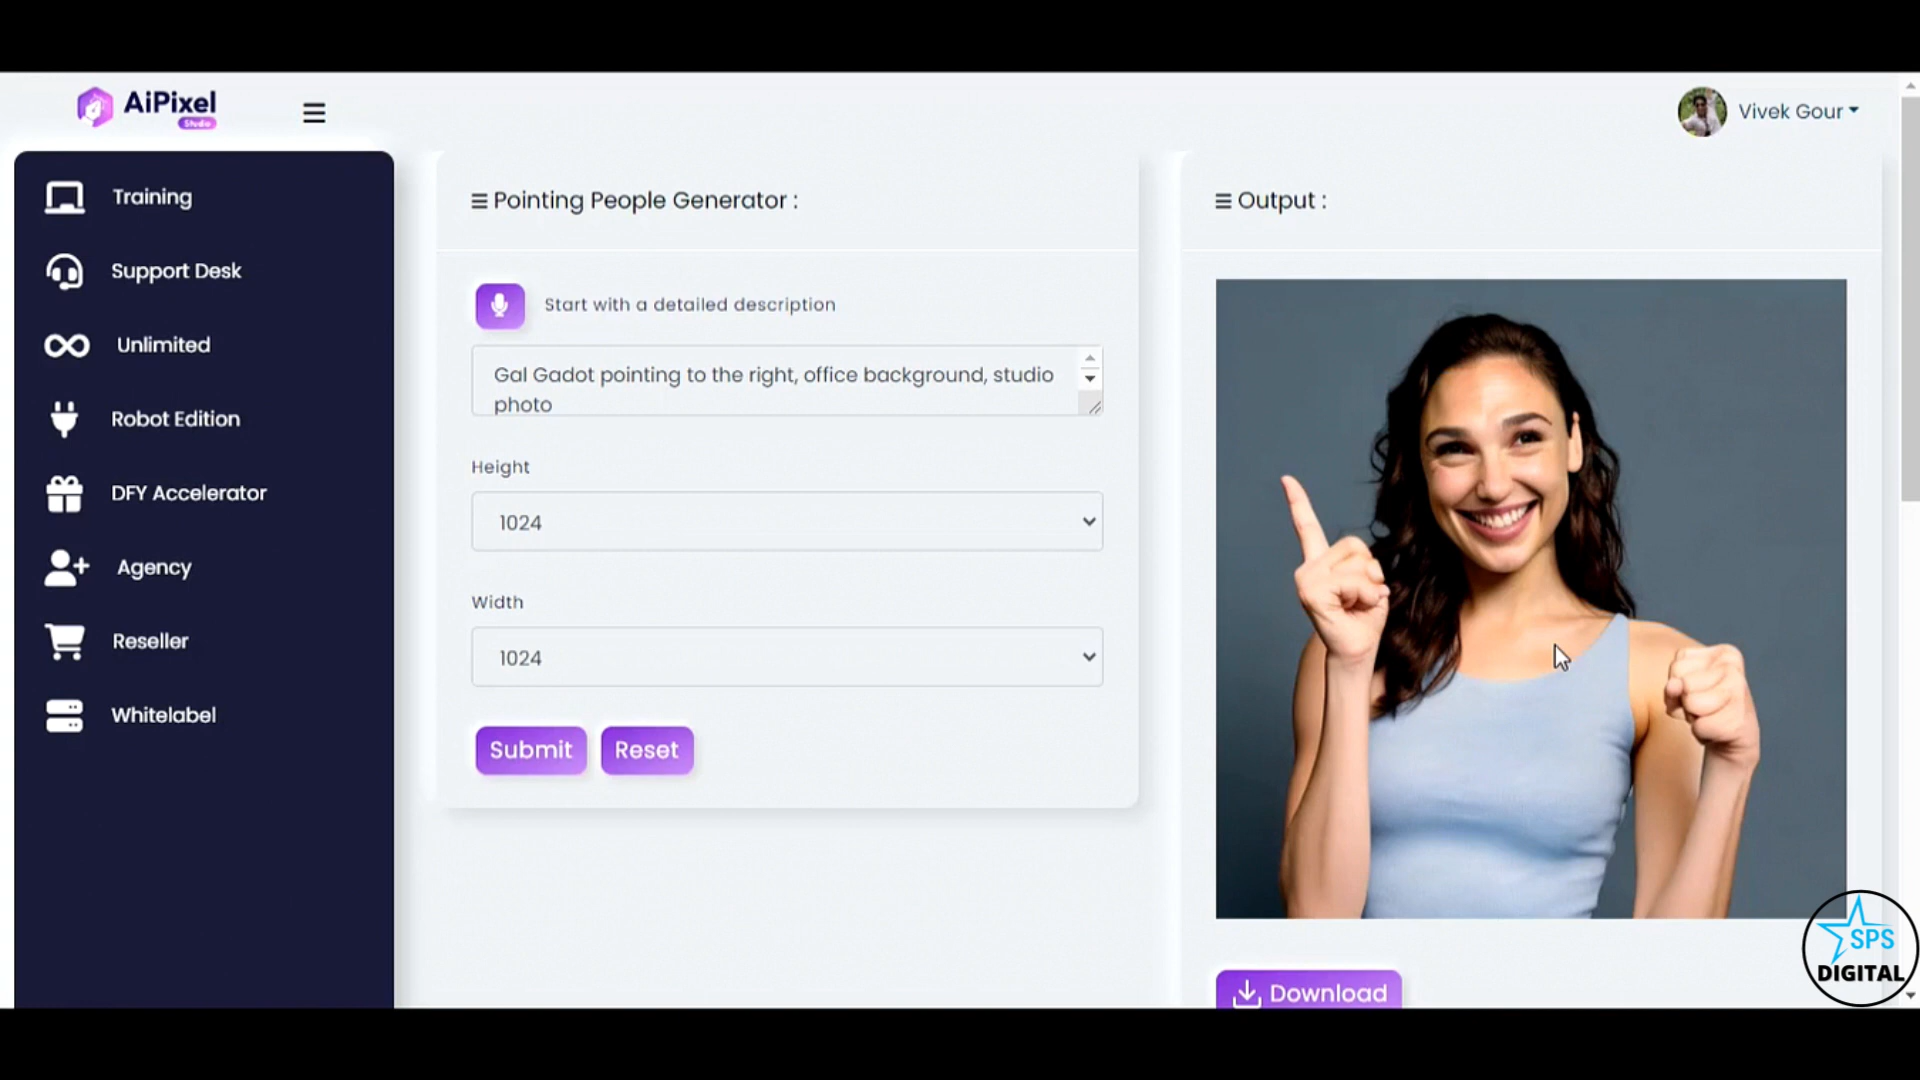 AiPixel
Studio
Vivek Gour
Training
Support Desk
Unlimited
Robot Edition
DFY Accelerator
Agency
Reseller
Whitelabel
Pointing People Generator :
Start with a detailed description
Gal Gadot pointing to the right, office background, studio
photo
Height
1024
Width
1024
Submit
Reset
Output :
Download
SPS
DIGITAL